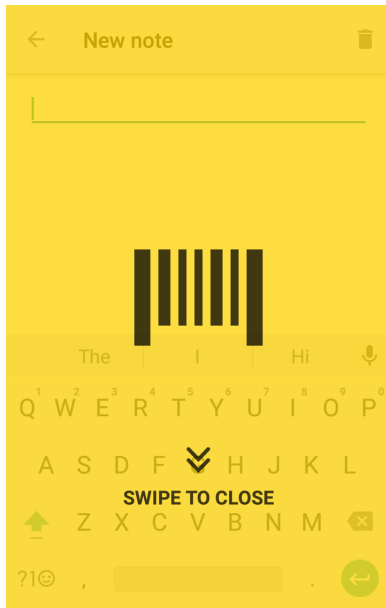 New note
The I Hi
1 2 3 4 5 6 7 8 9 0
Q W E R T Y U I O P
A S D F G H J K L
SWIPE TO CLOSE
Z X C V B N M
?1☺ , .